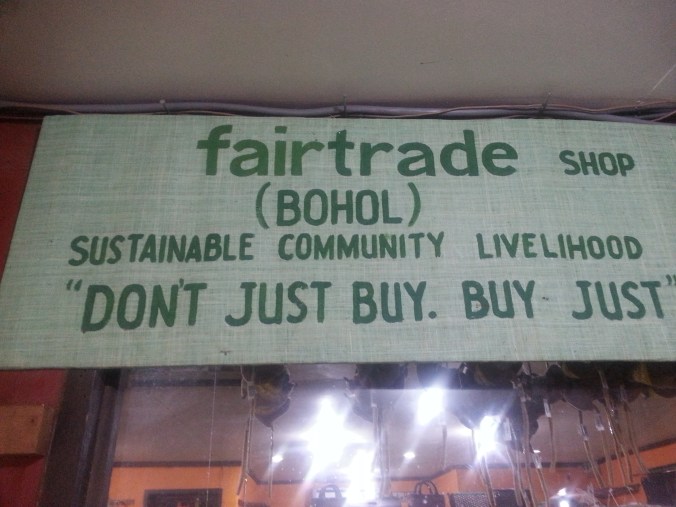 fairtrade SHOP
(BOHOL)
SUSTAINABLE COMMUNITY LIVELIHOOD
"DON'T JUST BUY. BUY JUST"